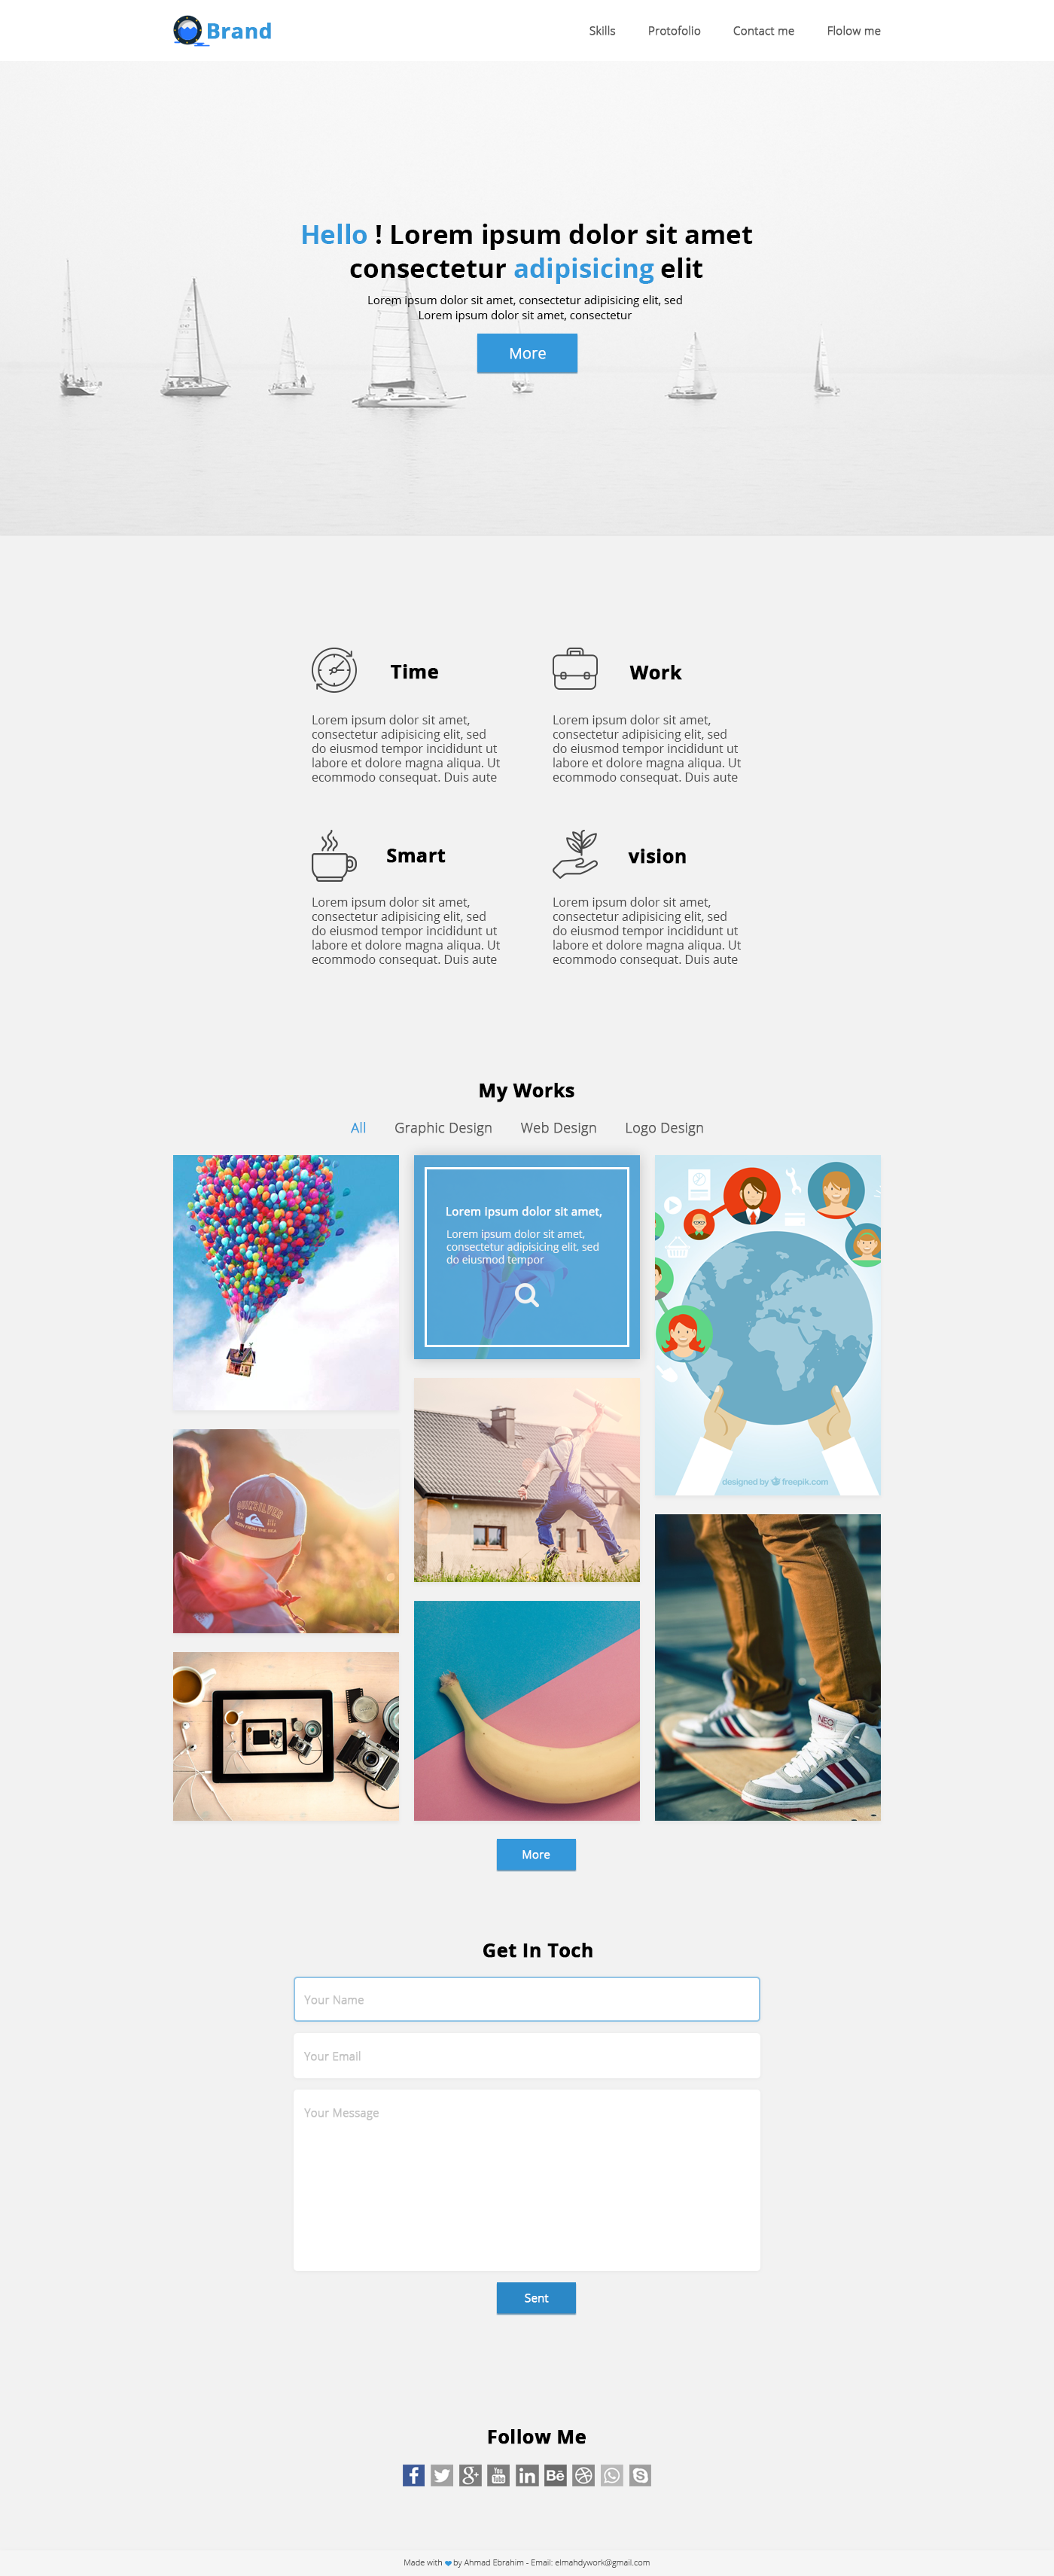 Brand
Skills
Protofolio
Contact me
Flolow me
Hello ! Lorem ipsum dolor sit amet
consectetur adipisicing elit
Lorem ipsum dolor sit amet, consectetur adipisicing elit, sed
Lorem ipsum dolor sit amet, consectetur
More
Time
Lorem ipsum dolor sit amet,
consectetur adipisicing elit, sed
do eiusmod tempor incididunt ut
labore et dolore magna aliqua. Ut
ecommodo consequat. Duis aute
Work
Lorem ipsum dolor sit amet,
consectetur adipisicing elit, sed
do eiusmod tempor incididunt ut
labore et dolore magna aliqua. Ut
ecommodo consequat. Duis aute
Smart
Lorem ipsum dolor sit amet,
consectetur adipisicing elit, sed
do eiusmod tempor incididunt ut
labore et dolore magna aliqua. Ut
ecommodo consequat. Duis aute
vision
Lorem ipsum dolor sit amet,
consectetur adipisicing elit, sed
do eiusmod tempor incididunt ut
labore et dolore magna aliqua. Ut
ecommodo consequat. Duis aute
My Works
All
Graphic Design
Web Design
Logo Design
Lorem ipsum dolor sit amet,
Lorem ipsum dolor sit amet,
consectetur adipisicing elit, sed
do eiusmod tempor
designed by freepik.com
QUIKSILVER
NEO
More
Get In Toch
Your Name
Your Email
Your Message
Sent
Follow Me
You
Tube
in
Bē
Made with by Ahmad Ebrahim - Email: elmahdywork@gmail.com